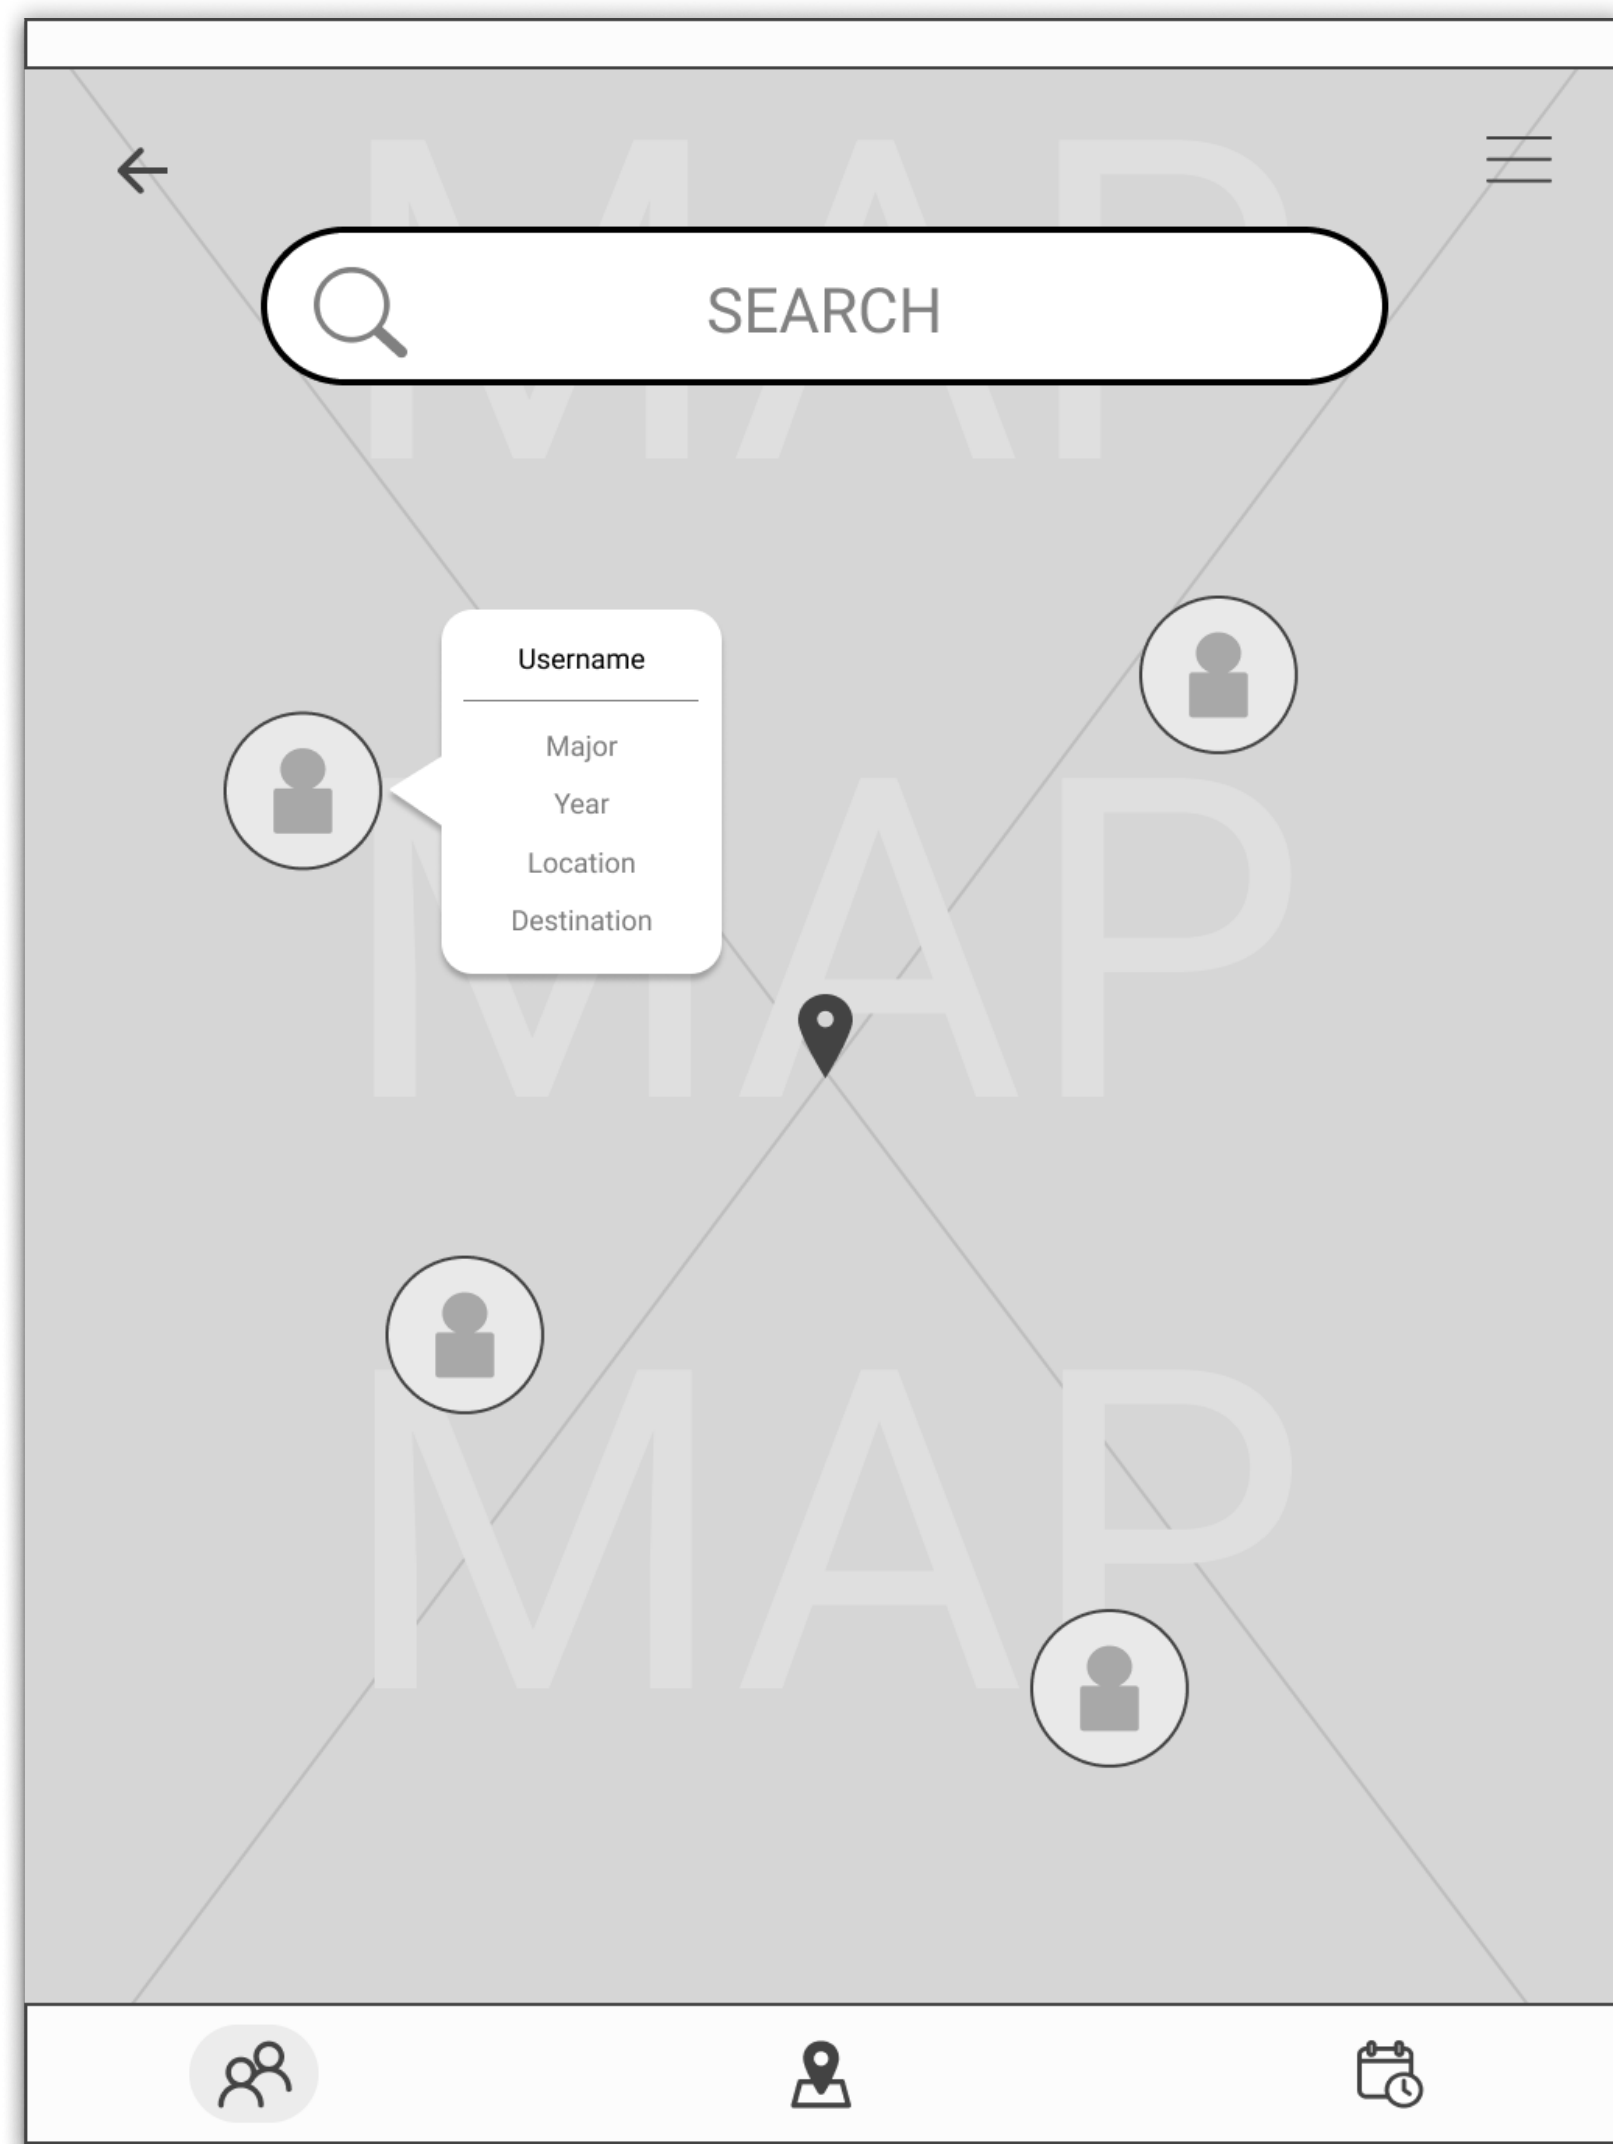 MAP
SEARCH
Username
Major
Year
Location
Destination
MAP
MAP